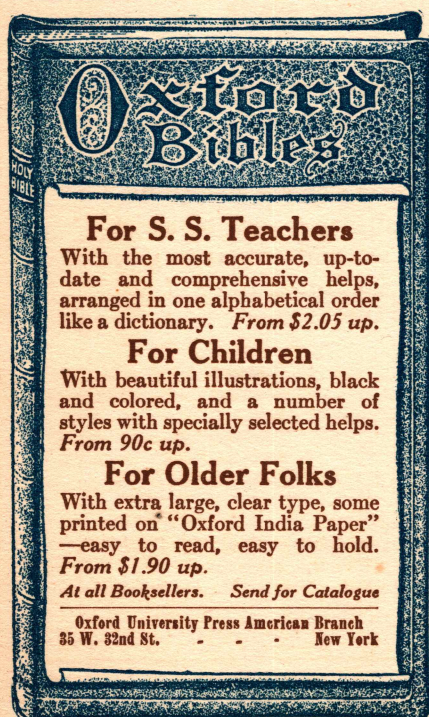 Oxford
Bibles
HOLY
BIBLE
For S. S. Teachers
With the most accurate, up-to-
date and comprehensive helps,
arranged in one alphabetical order
like a dictionary. From $2.05 up.
For Children
With beautiful illustrations, black
and colored, and a number of
styles with specially selected helps.
From 90c up.
For Older Folks
With extra large, clear type, some
printed on "Oxford India Paper"
—easy to read, easy to hold.
From $1.90 up.
At all Booksellers. Send for Catalogue
Oxford University Press American Branch
35 W. 32nd St. - - - New York